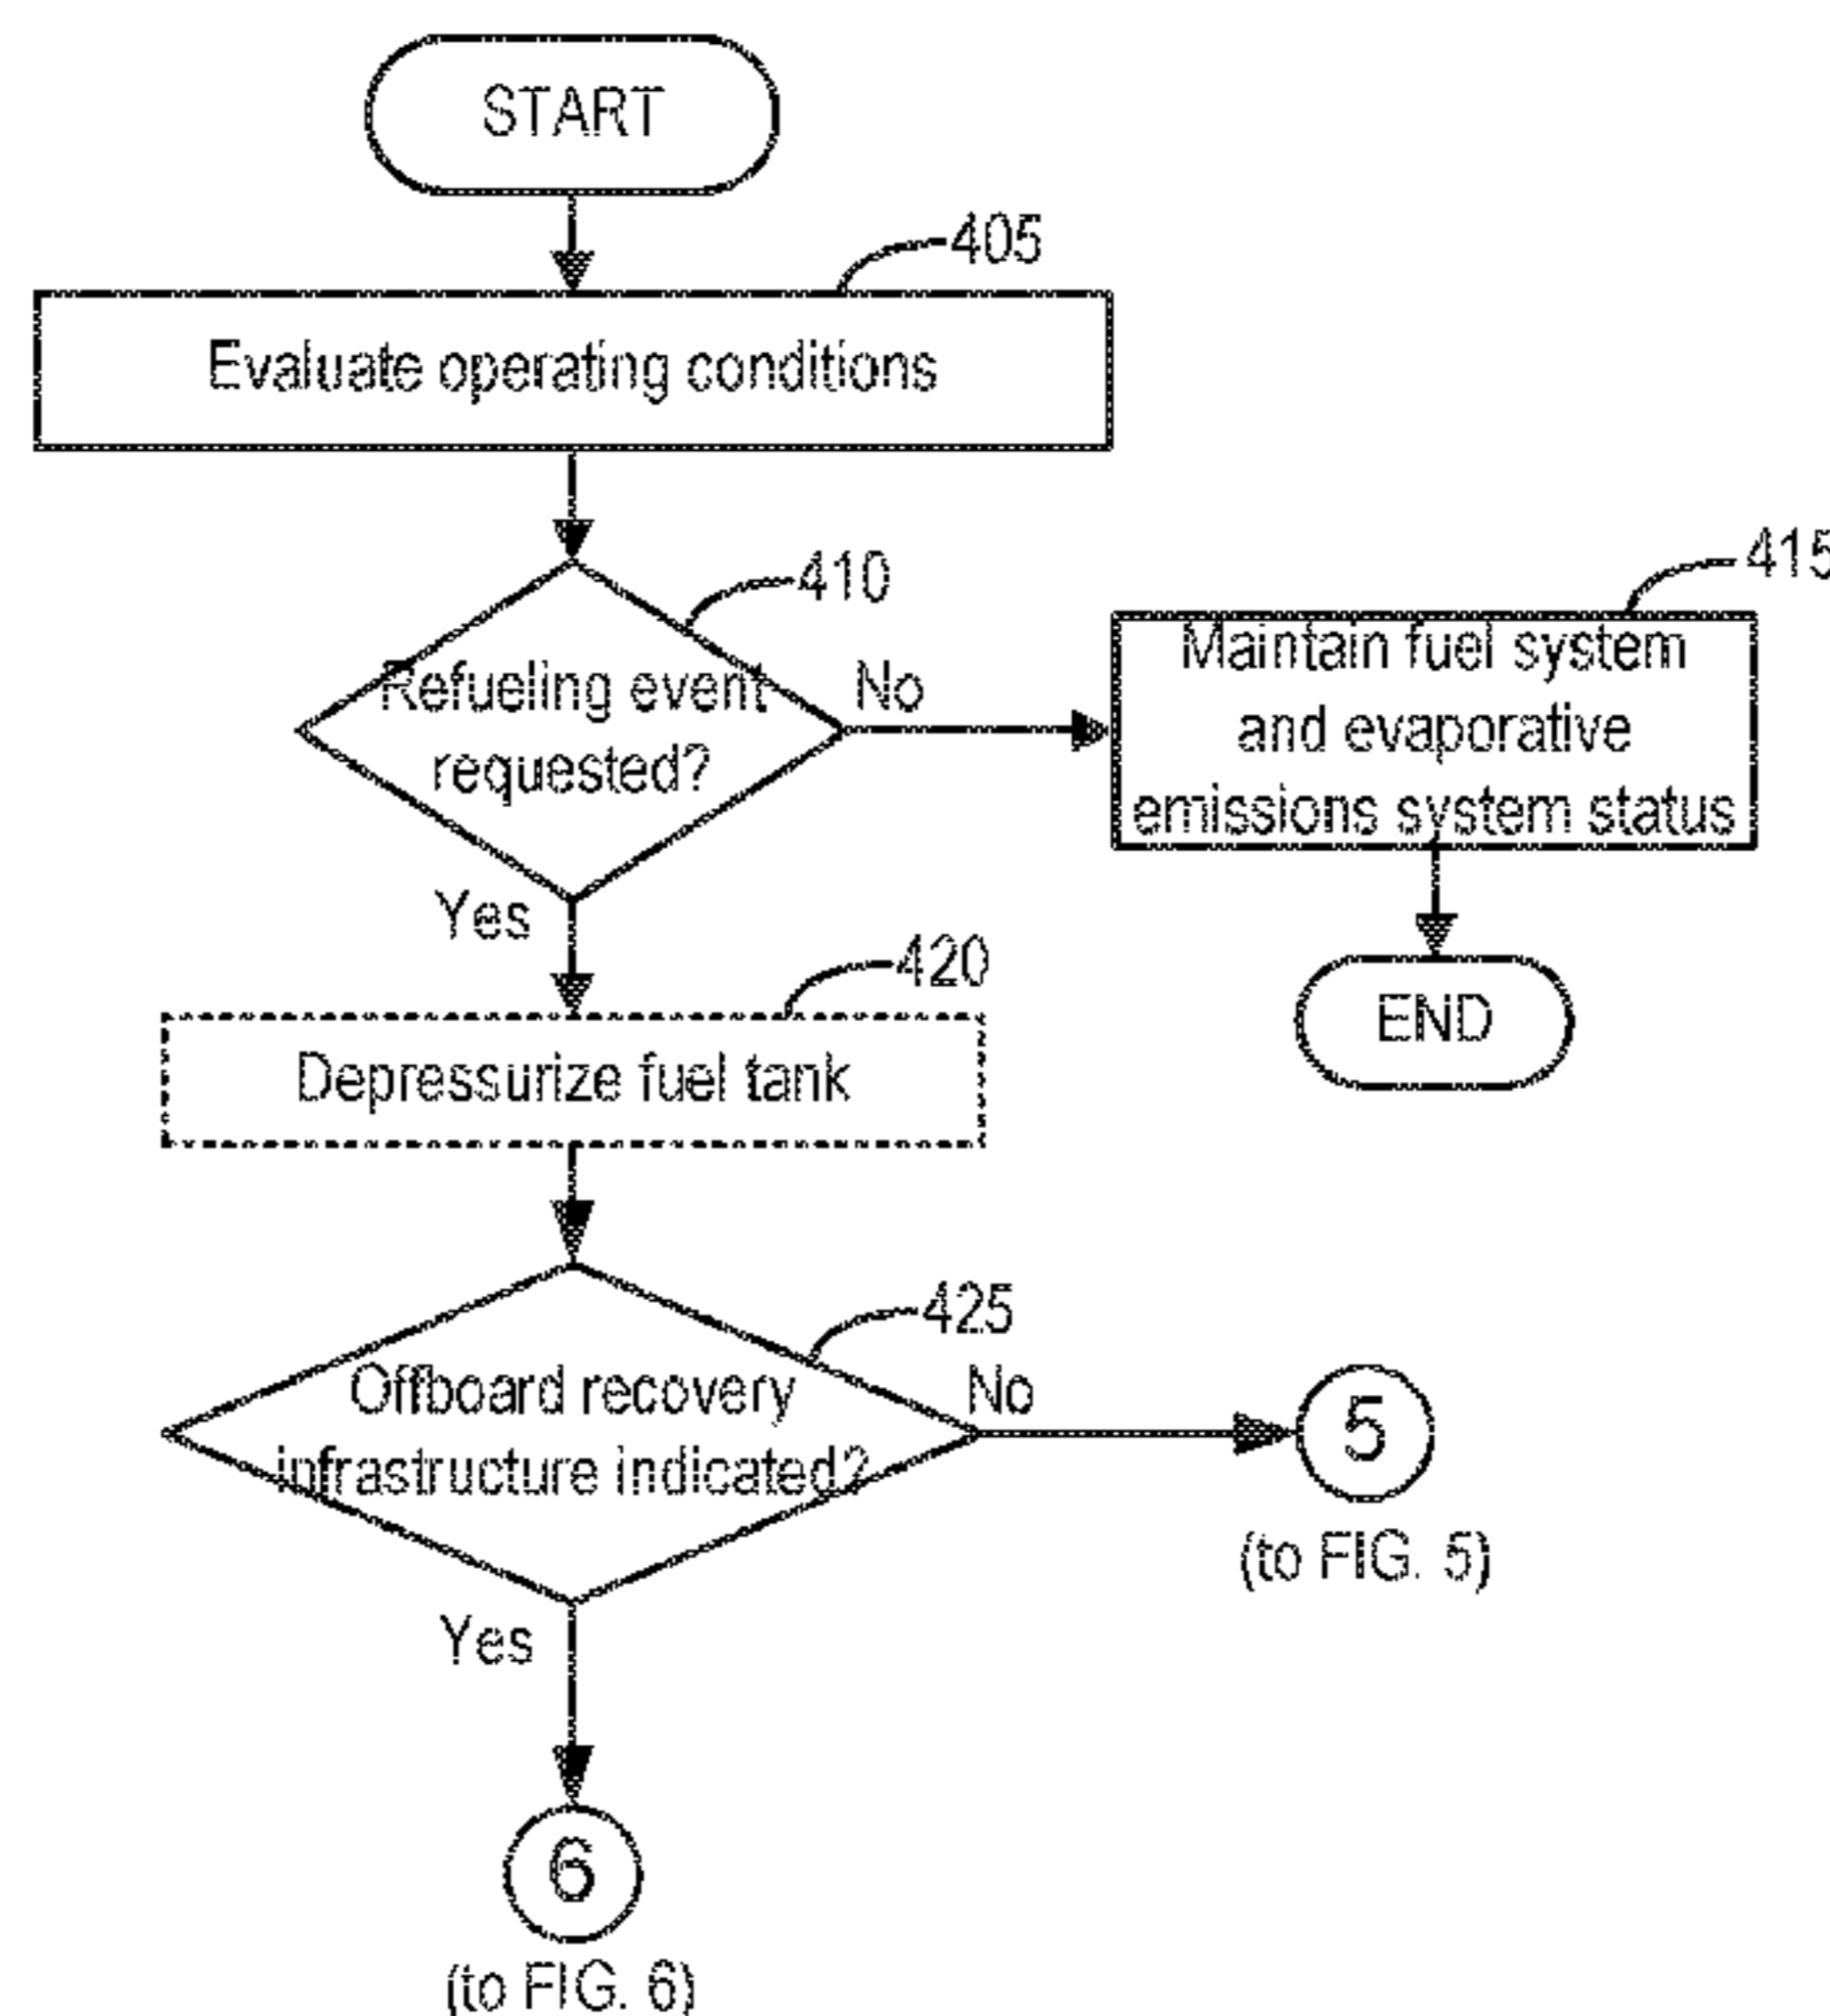 START
405
Evaluate operating conditions
410
Refueling event
requested?
No
415
Maintain fuel system
and evaporative
emissions system status
Yes
END
420
Depressurize fuel tank
425
Offboard recovery
infrastructure indicated?
No
5
(to FIG. 5)
Yes
6
(to FIG. 6)